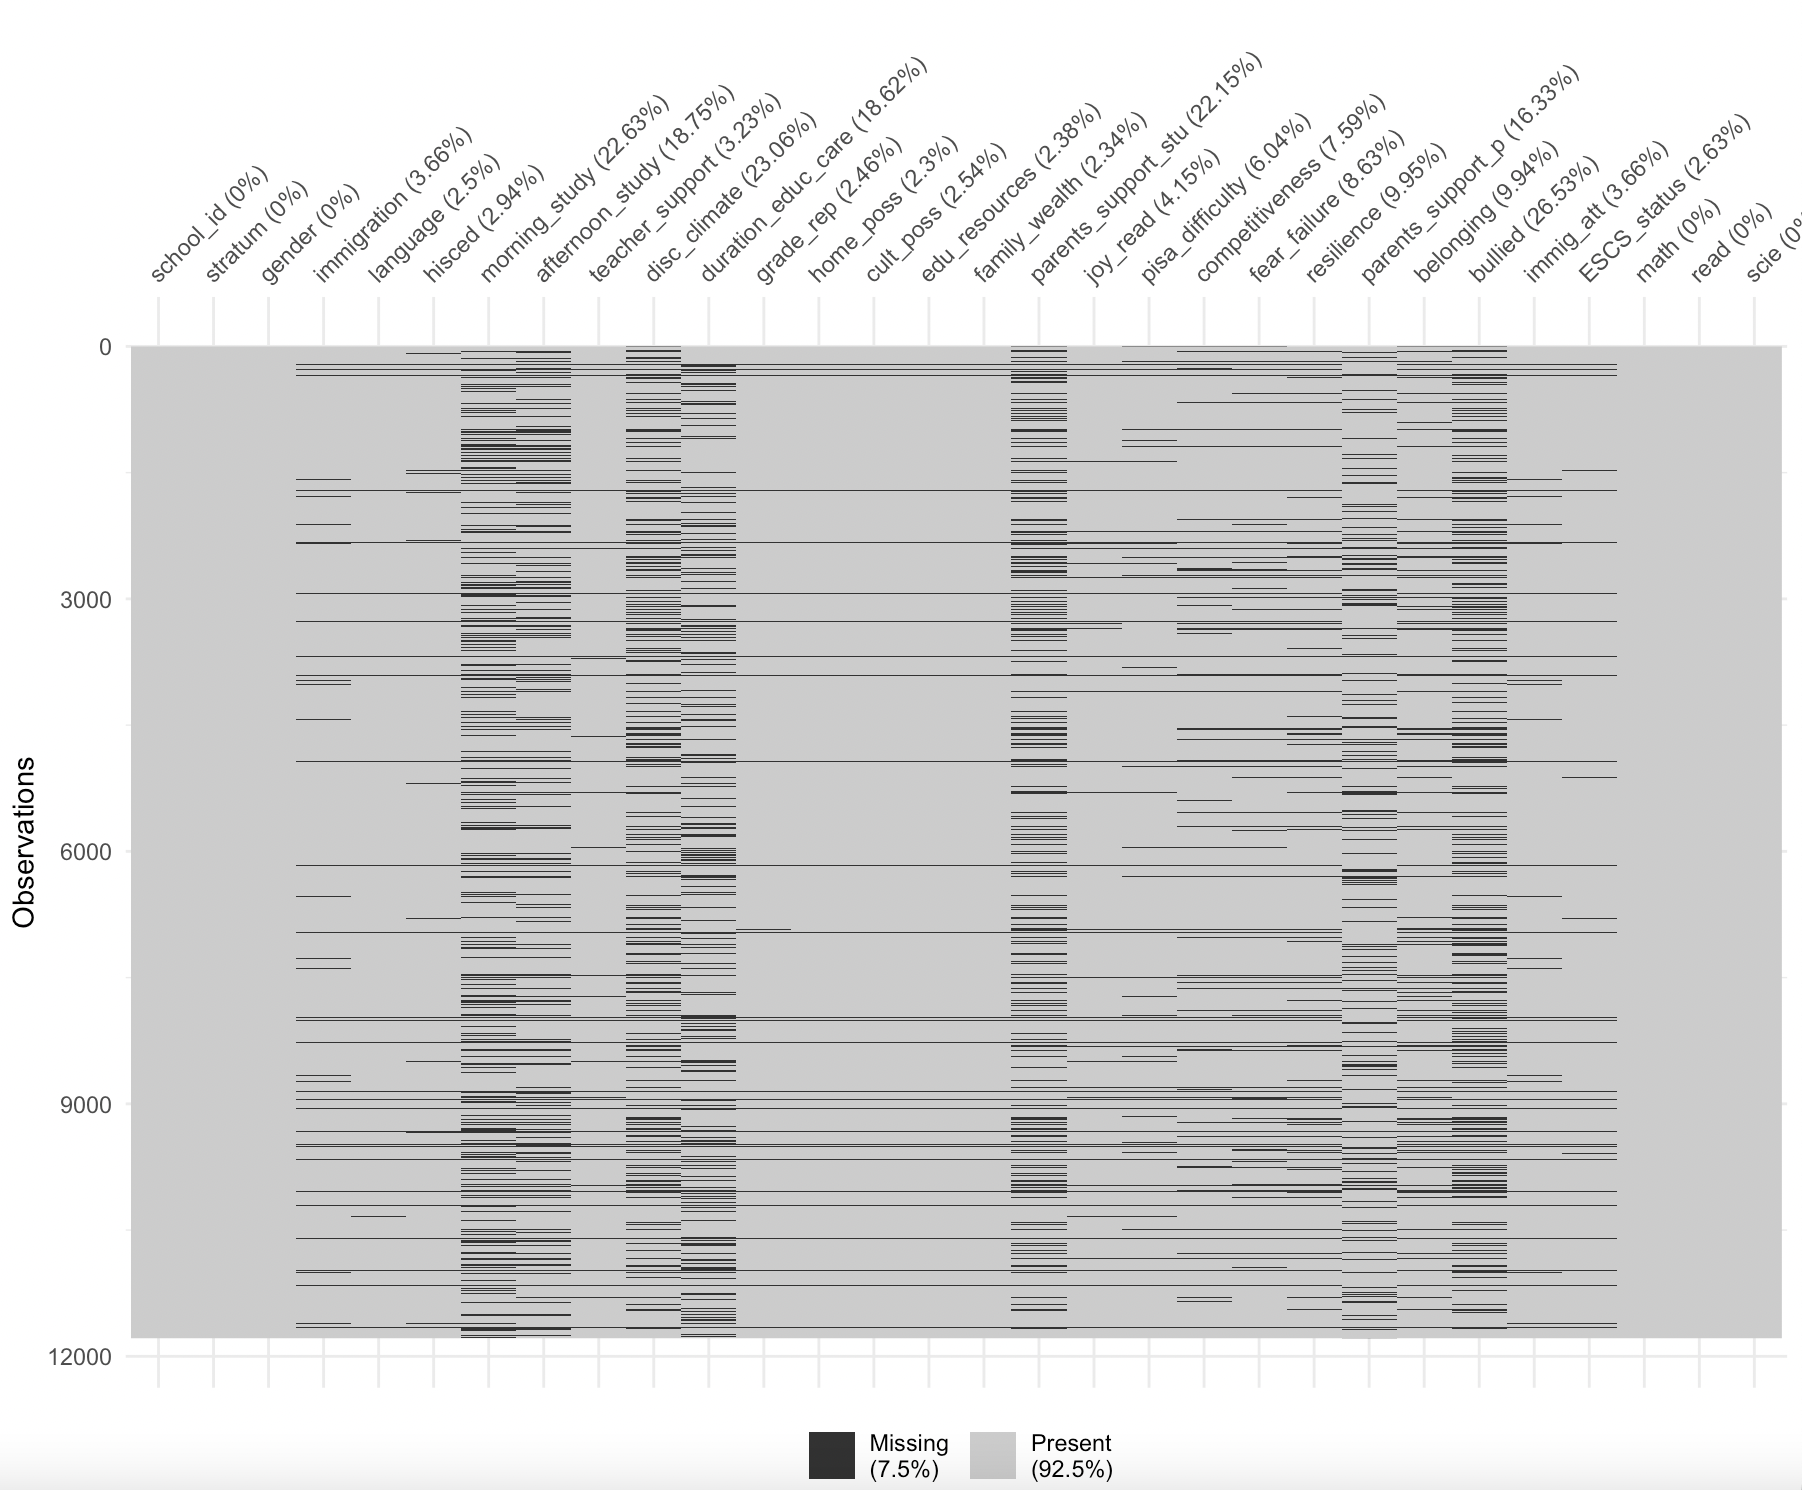 school_id (0%)
stratum (0%)
gender (0%)
immigration (3.66%)
language (2.5%)
hisced (2.94%)
morning_study (22.63%)
afternoon_study (18.75%)
teacher_support (3.23%)
disc_climate (23.06%)
duration_educ_care (18.62%)
grade_rep (2.46%)
home_poss (2.3%)
cult_poss (2.54%)
edu_resources (2.38%)
family_wealth (2.34%)
parents_support_stu (22.15%)
joy_read (4.15%)
pisa_difficulty (6.04%)
competitiveness (7.59%)
fear_failure (8.63%)
resilience (9.95%)
parents_support_p (16.33%)
belonging (9.94%)
bullied (26.53%)
immig_att (3.66%)
ESCS_status (2.63%)
math (0%)
read (0%)
scie (0%
0
3000
6000
9000
12000
Observations
Missing
(7.5%)
Present
(92.5%)